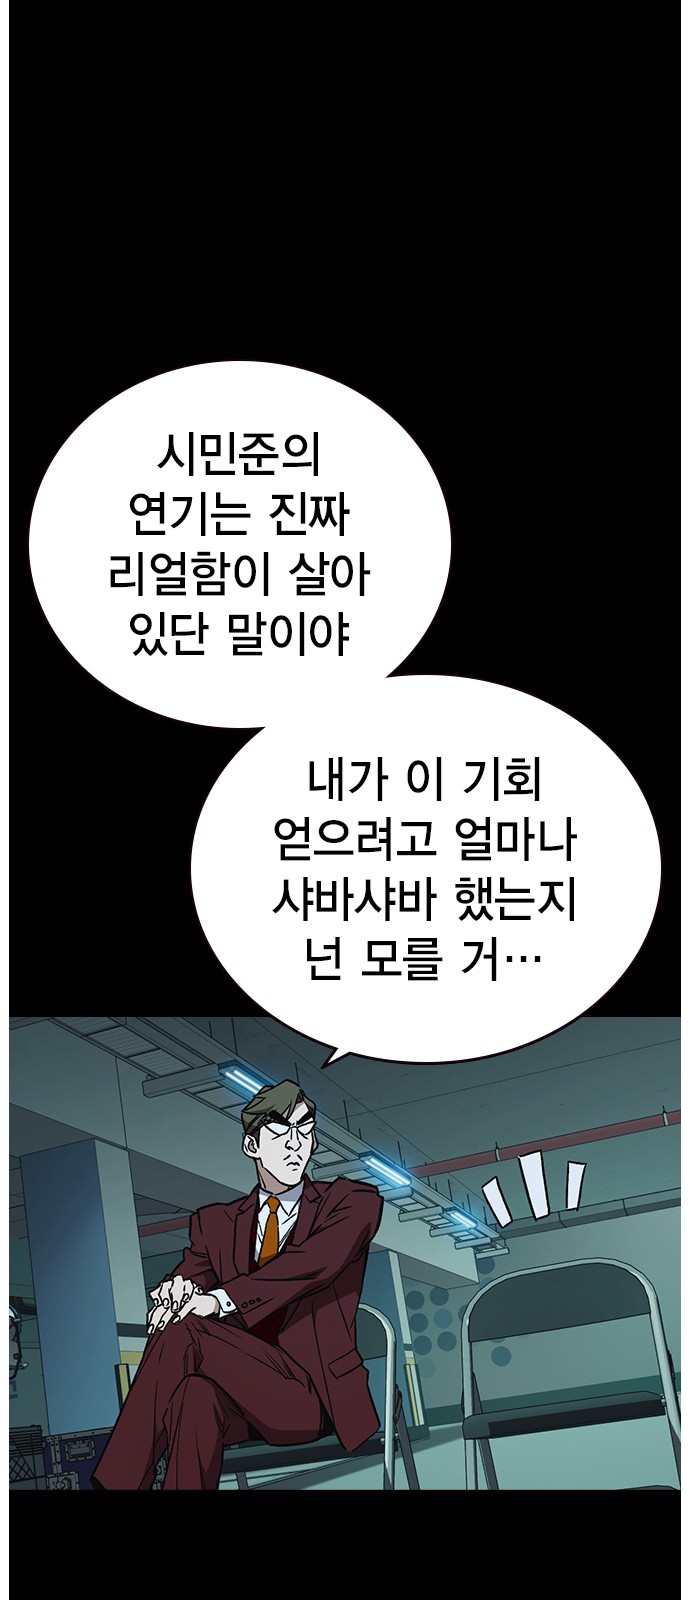 시민준의
연기는 진짜
리얼함이 살아
있단 말이야
내가 이 기회
얻으려고 얼마나
샤바샤바 했는지
넌 모를 거…